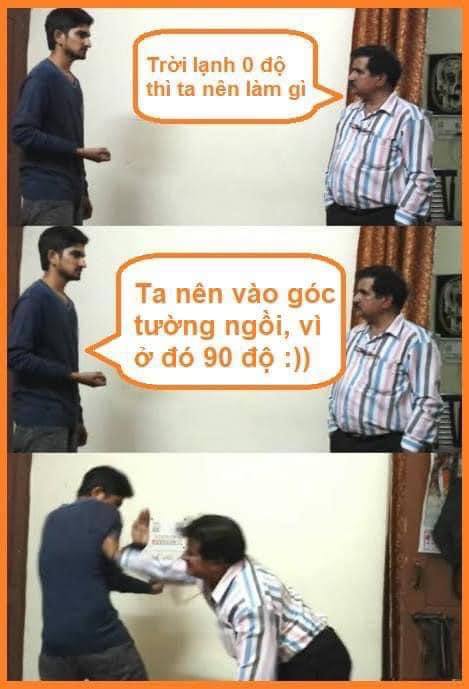 Trời lạnh 0 độ
thì ta nên làm gì
Ta nên vào góc
tường ngồi, vì
ở đó 90 độ :))